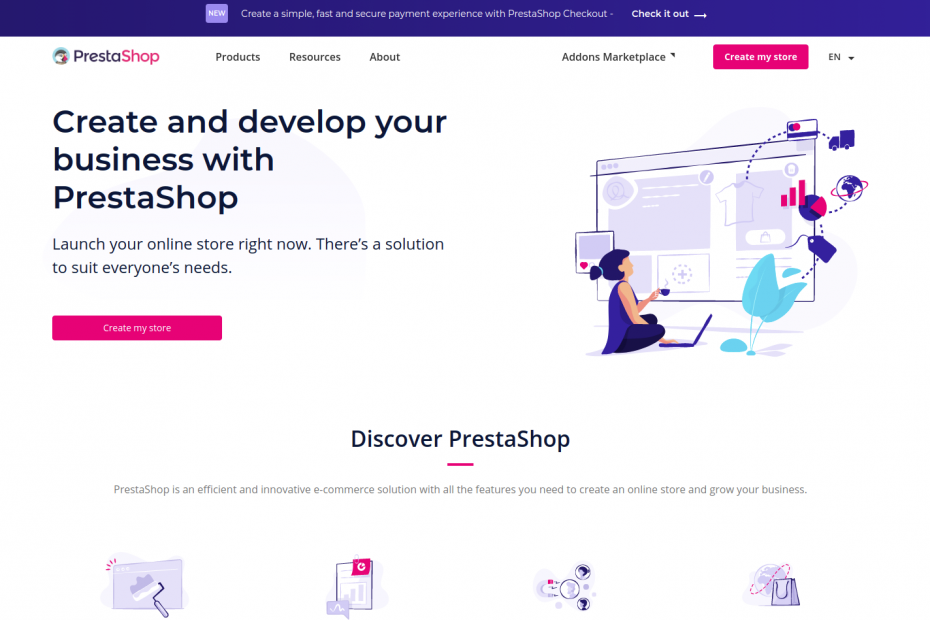 NEW Create a simple, fast and secure payment experience with PrestaShop Checkout - Check it out
PrestaShop Products Resources About Addons Marketplace Create my store EN
Create and develop your
business with
PrestaShop
Launch your online store right now. There’s a solution
to suit everyone’s needs.
Create my store
Discover PrestaShop
PrestaShop is an efficient and innovative e-commerce solution with all the features you need to create an online store and grow your business.